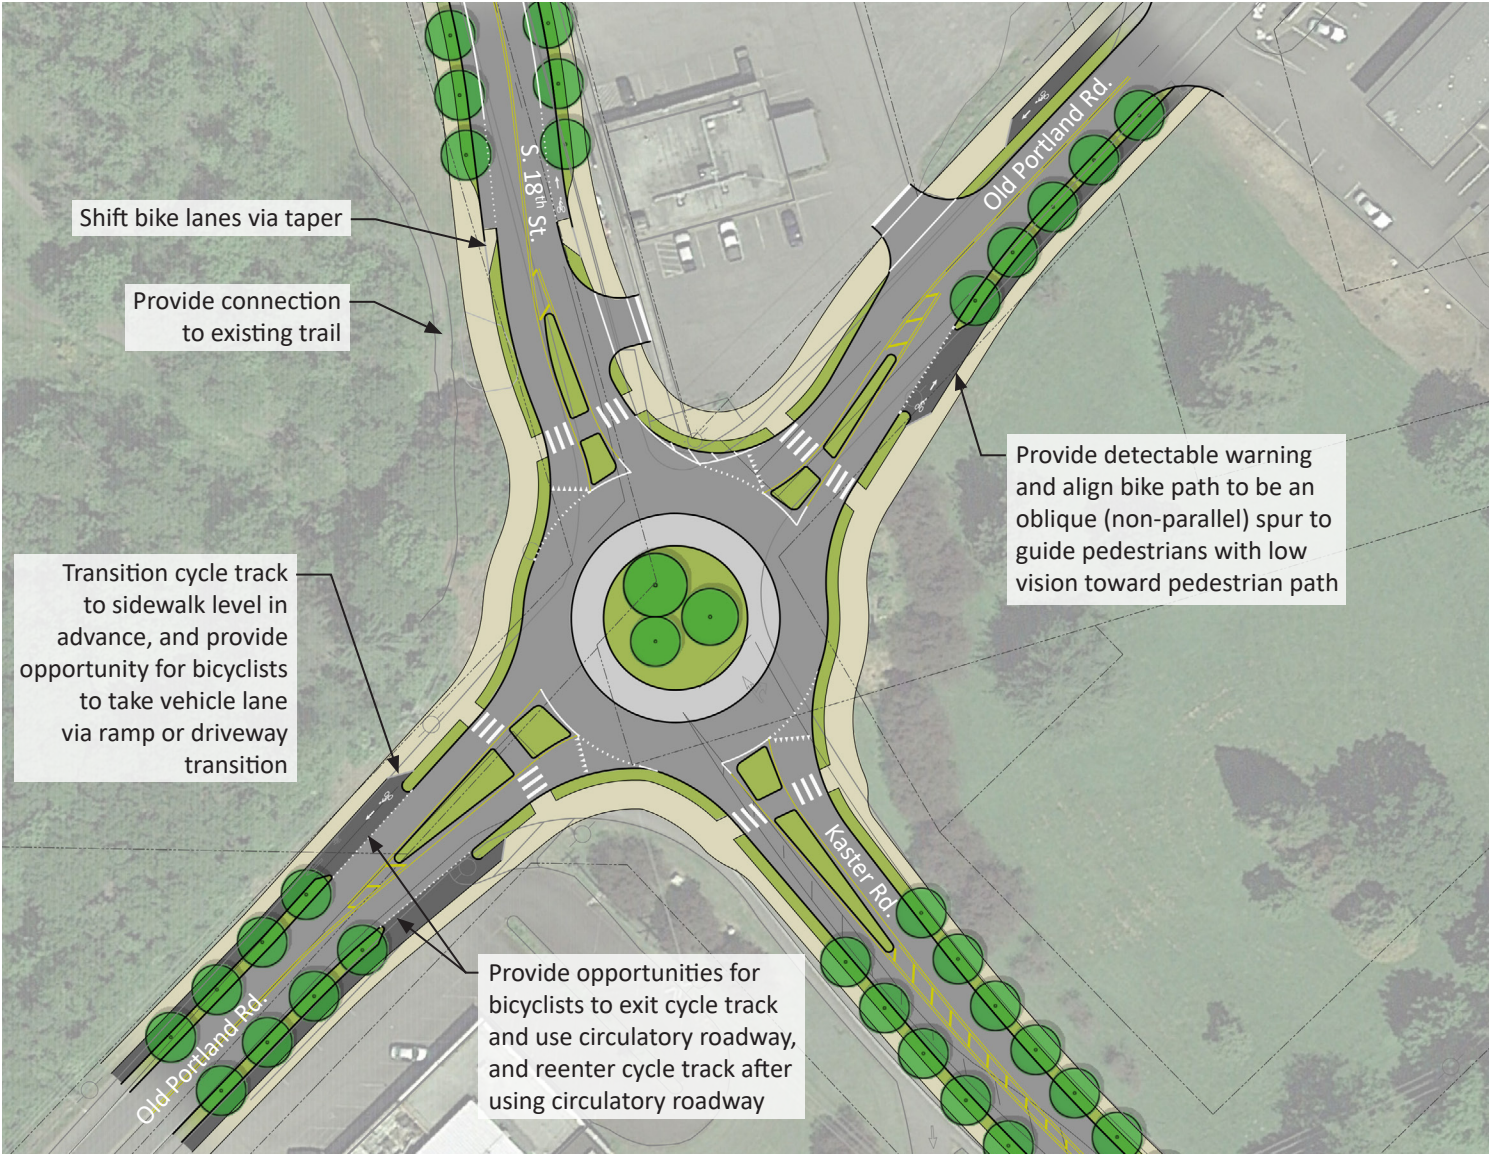 S. 18th St.
Old Portland Rd.
Shift bike lanes via taper
Provide connection
to existing trail
Provide detectable warning
and align bike path to be an
oblique (non-parallel) spur to
guide pedestrians with low
vision toward pedestrian path
Transition cycle track
to sidewalk level in
advance, and provide
opportunity for bicyclists
to take vehicle lane
via ramp or driveway
transition
Kaster Rd.
Provide opportunities for
bicyclists to exit cycle track
and use circulatory roadway,
and reenter cycle track after
using circulatory roadway
Old Portland Rd.